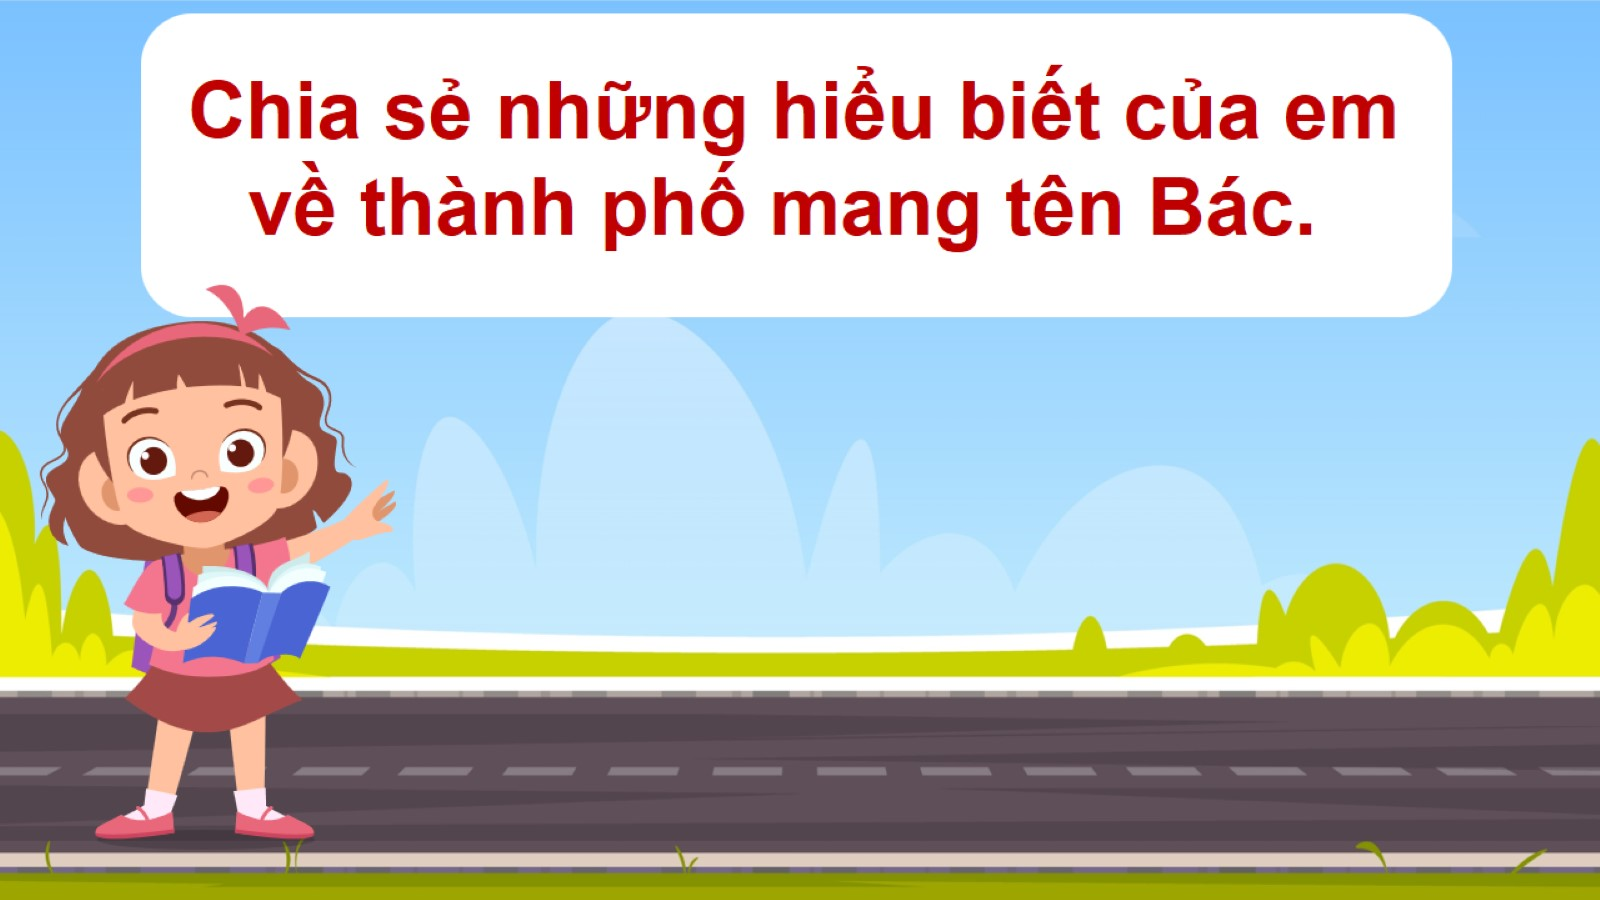 Chia sẻ những hiểu biết của em
về thành phố mang tên Bác.